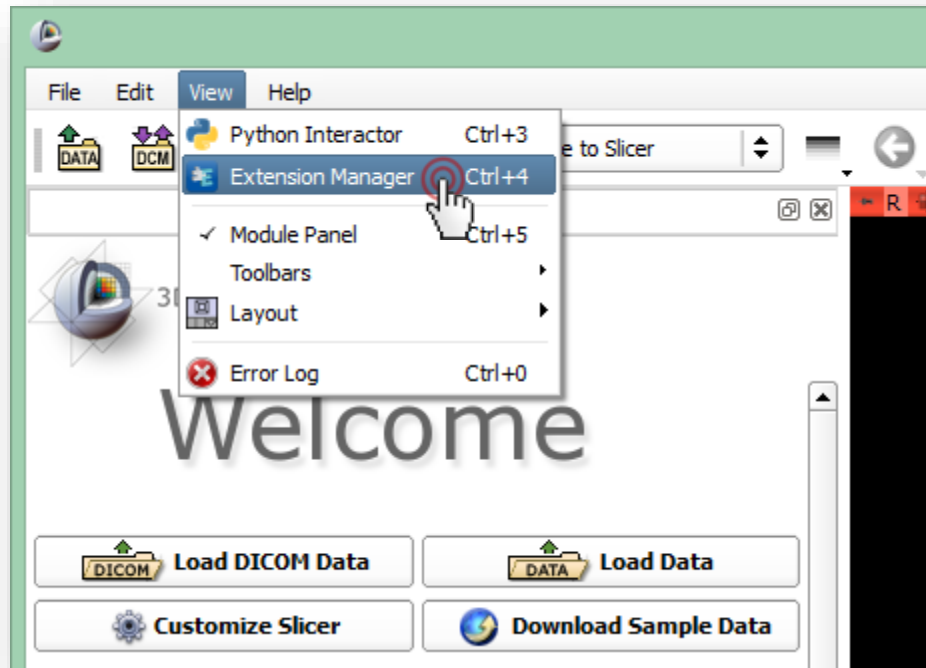 File Edit View Help
DATA DCM
Python Interactor Ctrl+3
e to Slicer
Extension Manager Ctrl+4
R
Module Panel Ctrl+5
Toolbars
3D
Layout
Error Log Ctrl+0
Welcome
DICOM Load DICOM Data
DATA Load Data
Customize Slicer
Download Sample Data